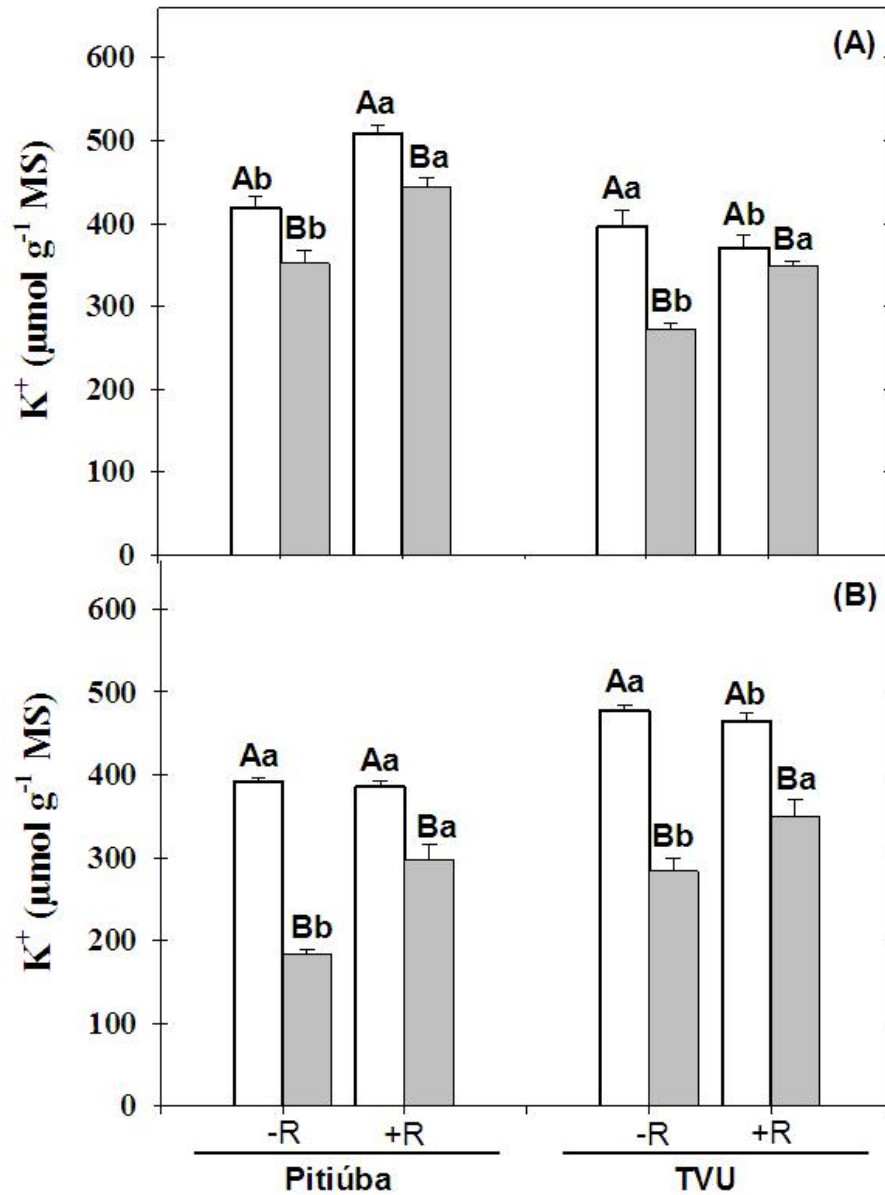 (A)
600
500
400
300
200
100
0
K⁺ (µmol g⁻¹ MS)
Ab
Bb
Aa
Ba
Aa
Bb
Ab
Ba
(B)
600
500
400
300
200
100
0
K⁺ (µmol g⁻¹ MS)
Aa
Bb
Aa
Ba
Aa
Bb
Ab
Ba
-R +R -R +R
Pitiúba TVU